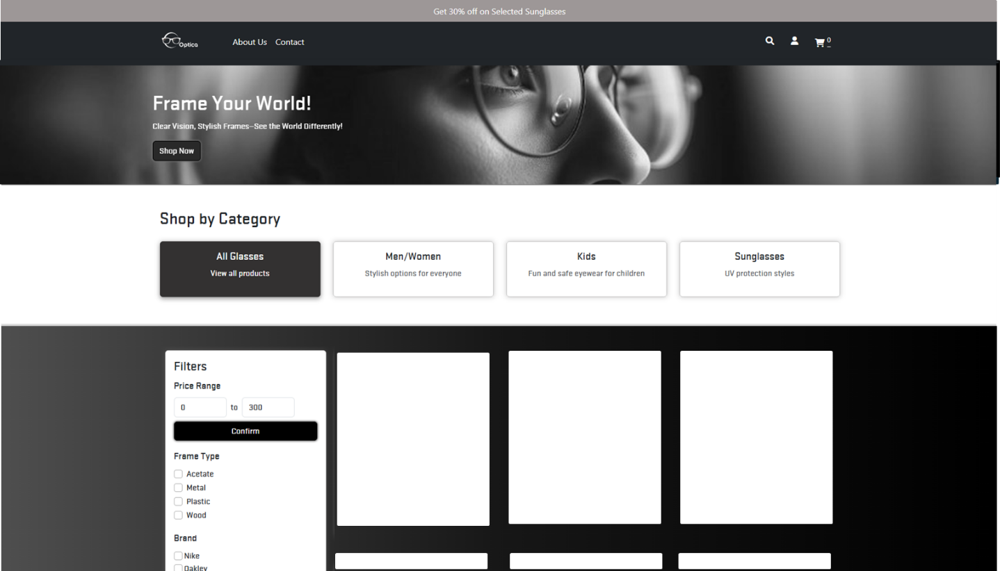 Get 30% off on Selected Sunglasses
Optica
About Us
Contact
0
Frame Your World!
Clear Vision, Stylish Frames—See the World Differently!
Shop Now
Shop by Category
All Glasses
View all products
Men/Women
Stylish options for everyone
Kids
Fun and safe eyewear for children
Sunglasses
UV protection styles
Filters
Price Range
0 to 300
Confirm
Frame Type
Acetate
Metal
Plastic
Wood
Brand
Nike
Oakley